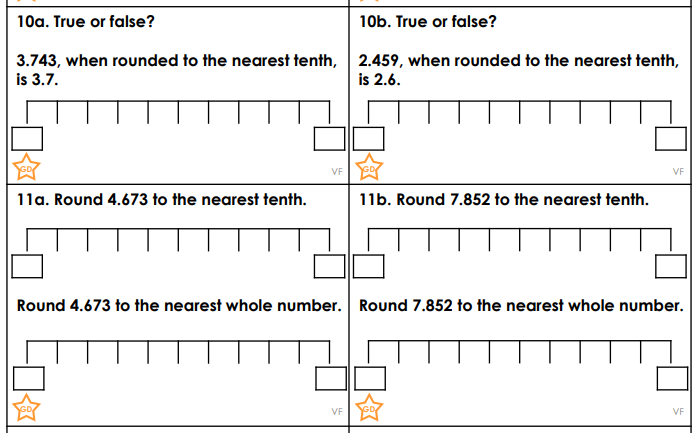 10a. True or false?
3.743, when rounded to the nearest tenth,
is 3.7.
GD
VF
10b. True or false?
2.459, when rounded to the nearest tenth,
is 2.6.
GD
VF
11a. Round 4.673 to the nearest tenth.
Round 4.673 to the nearest whole number.
GD
VF
11b. Round 7.852 to the nearest tenth.
Round 7.852 to the nearest whole number.
GD
VF